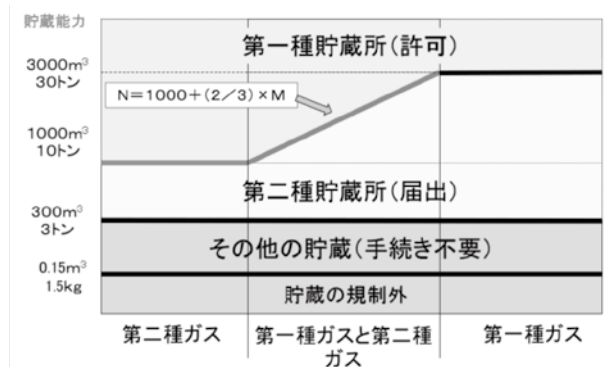 貯蔵能力
3000m³
30トン
第一種貯蔵所(許可)
N=1000+(2/3)×M
1000m³
10トン
第二種貯蔵所(届出)
300m³
3トン
その他の貯蔵(手続き不要)
0.15m³
1.5kg
貯蔵の規制外
第二種ガス
第一種ガスと第二種
ガス
第一種ガス